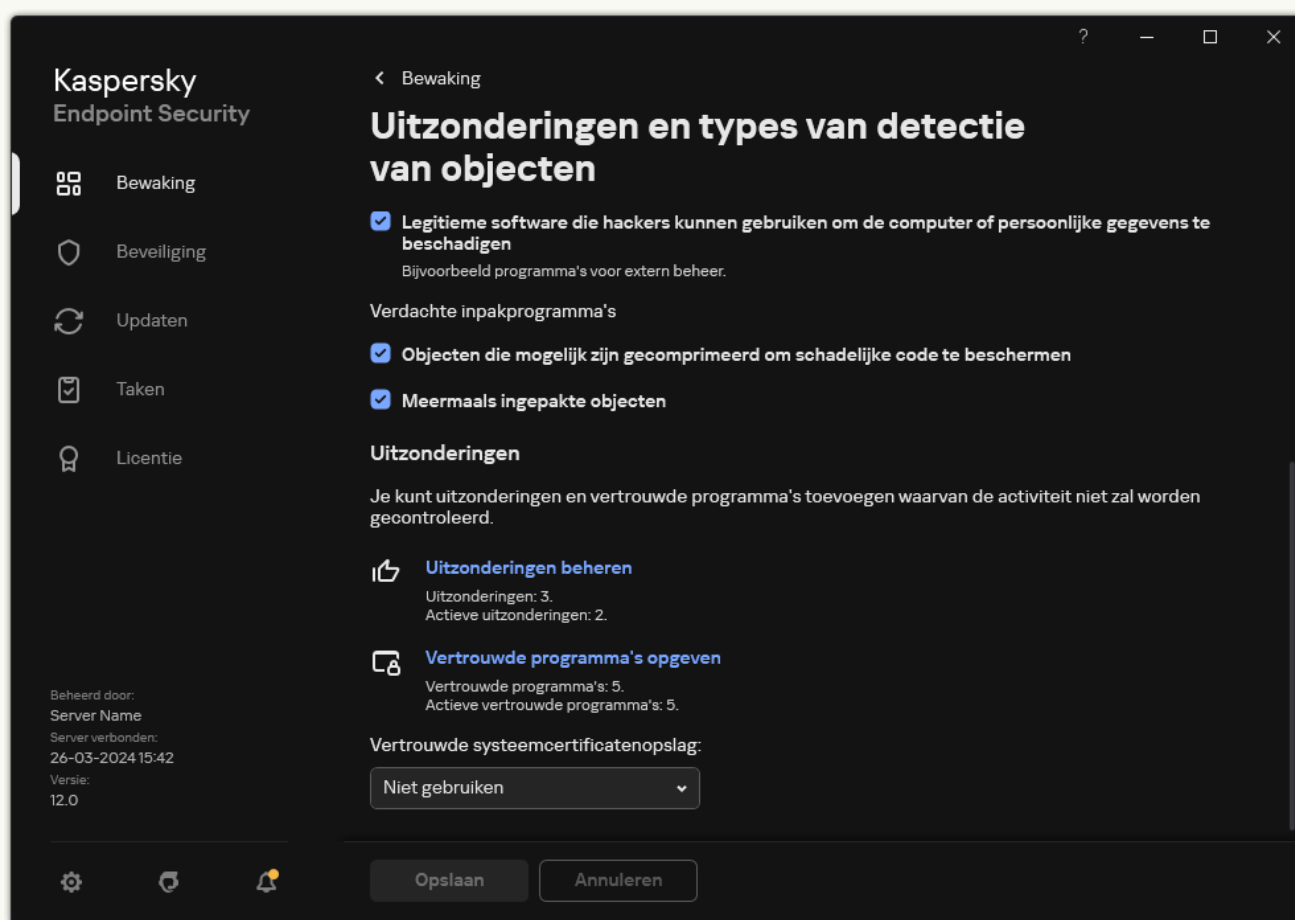 ?
Kaspersky
Endpoint Security
Bewaking
Beveiliging
Updaten
Taken
Licentie
Beheerd door:
Server Name
Server verbonden:
26-03-2024 15:42
Versie:
12.0
Bewaking
Uitzonderingen en types van detectie
van objecten
Legitieme software die hackers kunnen gebruiken om de computer of persoonlijke gegevens te
beschadigen
Bijvoorbeeld programma's voor extern beheer.
Verdachte inpakprogramma's
Objecten die mogelijk zijn gecomprimeerd om schadelijke code te beschermen
Meermaals ingepakte objecten
Uitzonderingen
Je kunt uitzonderingen en vertrouwde programma's toevoegen waarvan de activiteit niet zal worden
gecontroleerd.
Uitzonderingen beheren
Uitzonderingen: 3.
Actieve uitzonderingen: 2.
Vertrouwde programma's opgeven
Vertrouwde programma's: 5.
Actieve vertrouwde programma's: 5.
Vertrouwde systeemcertificatenopslag:
Niet gebruiken
Opslaan
Annuleren